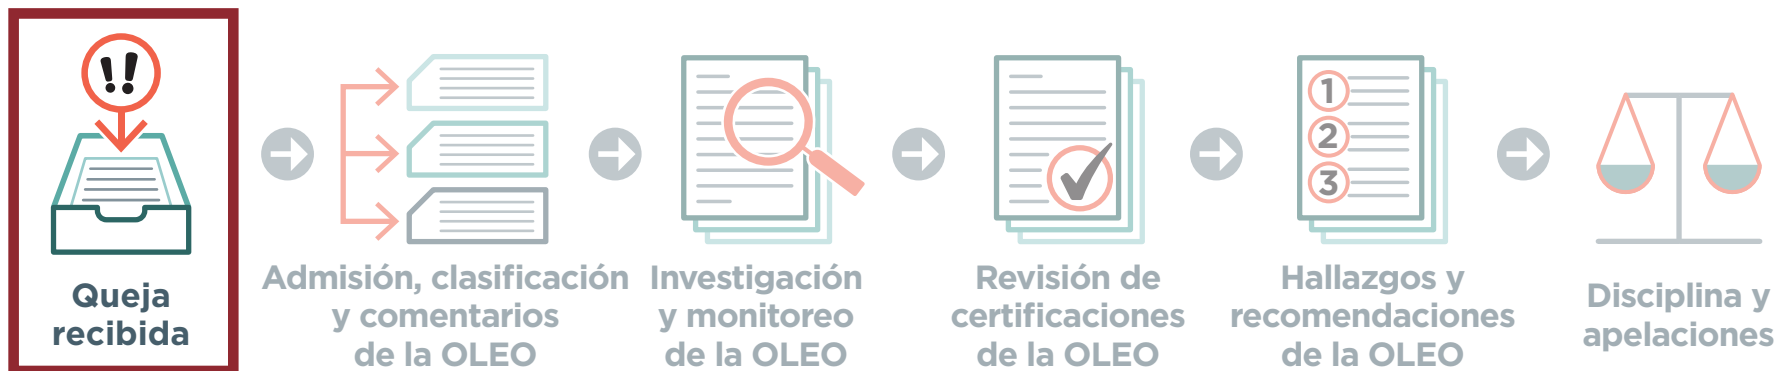 !!
Queja
recibida
Admisión, clasificación
y comentarios
de la OLEO
Investigación
y monitoreo
de la OLEO
Revisión de
certificaciones
de la OLEO
1
2
3
Hallazgos y
recomendaciones
de la OLEO
Disciplina y
apelaciones